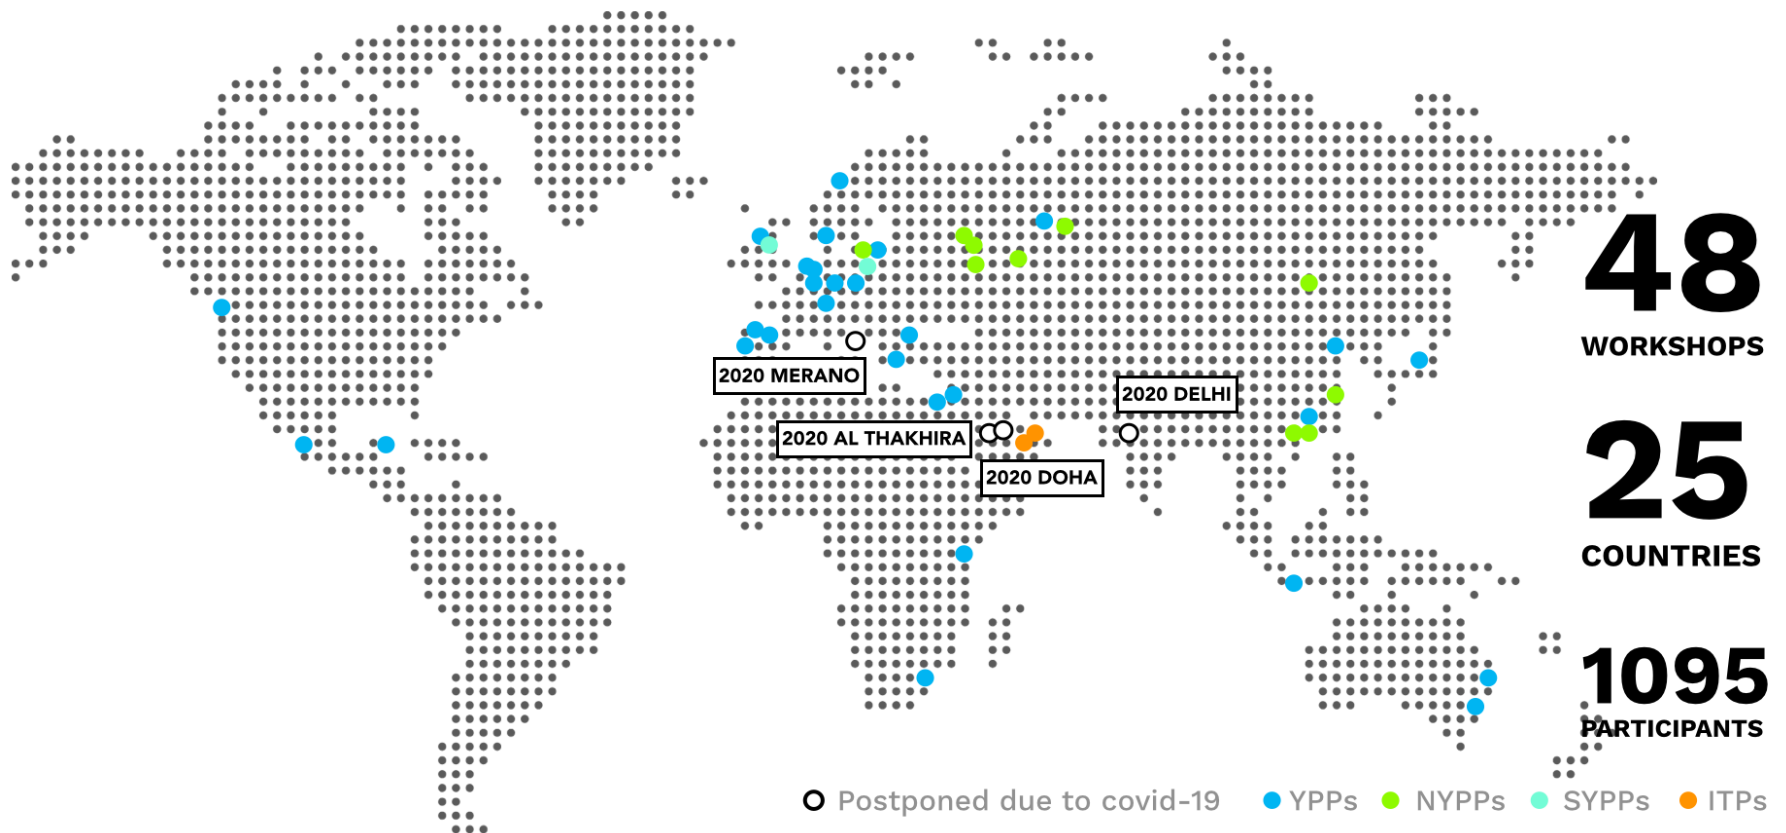 48
WORKSHOPS
2020 MERANO
2020 DELHI
2020 AL THAKHIRA
25
2020 DOHA
COUNTRIES
1095
PARTICIPANTS
Postponed due to covid-19
YPPs
NYPPs
SYPPs
ITPs